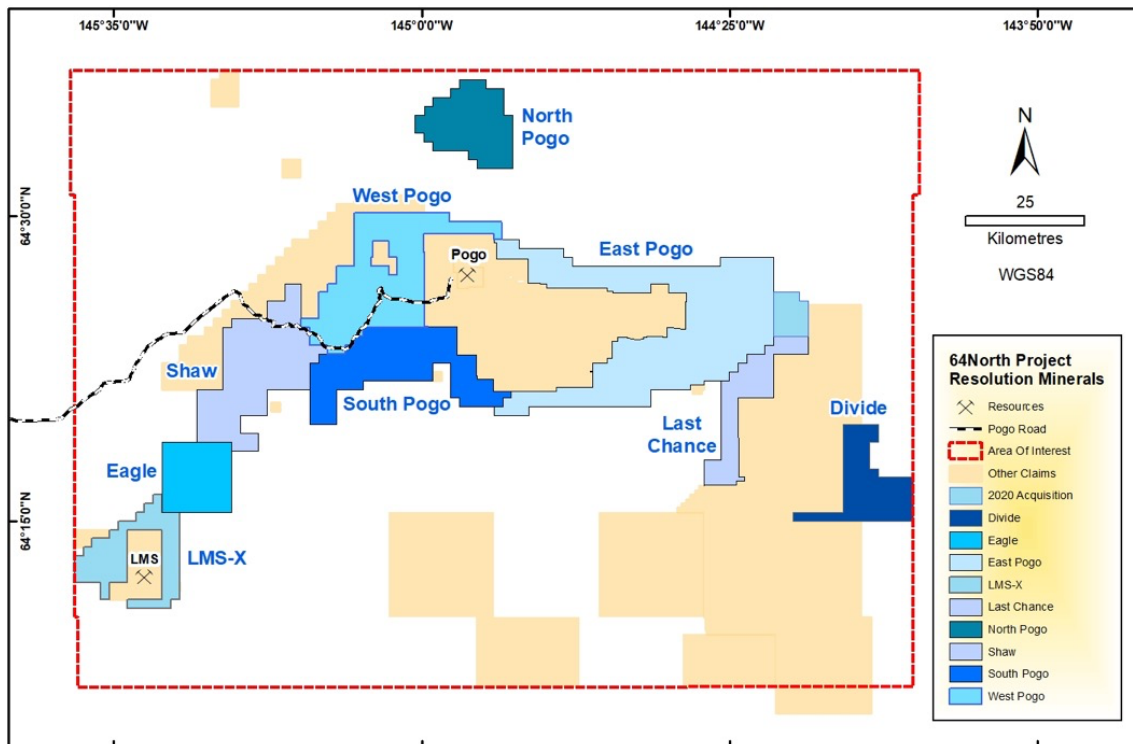 145°35'0"W
145°0'0"W
144°25'0"W
143°50'0"W
North
Pogo
N
West Pogo
64°30'0"N
25
Kilometres
Pogo
East Pogo
WGS84
64North Project
Resolution Minerals
Shaw
Resources
South Pogo
Divide
Pogo Road
Last
Chance
Area Of Interest
Eagle
Other Claims
2020 Acquisition
64°15'0"N
Divide
Eagle
LMS
LMS-X
East Pogo
LMS-X
Last Chance
North Pogo
Shaw
South Pogo
West Pogo